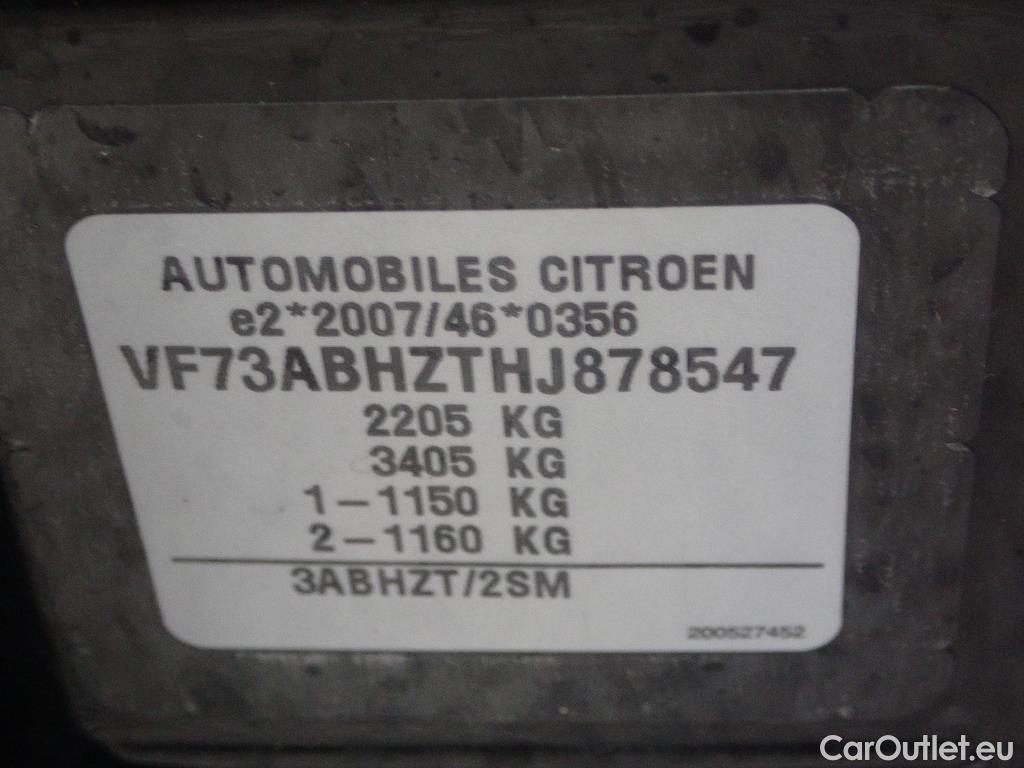 AUTOMOBILES CITROEN
e2*2007/46*0356
VF73ABHZTHJ878547
2205 KG
3405 KG
1-1150 KG
2-1160 KG
3ABHZT/2SM
200527452
CarOutlet.eu